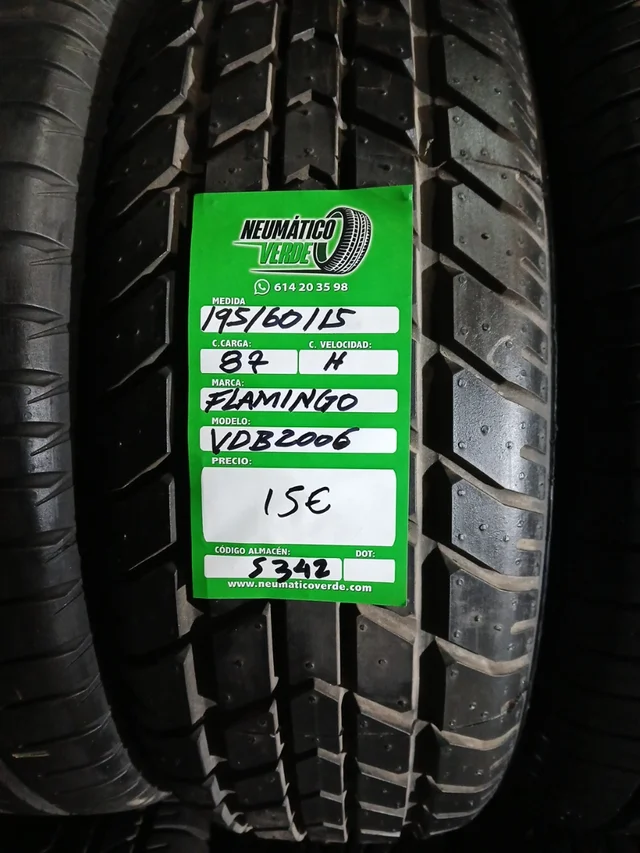 NEUMÁTICO
VERDE
614 20 35 98
MEDIDA
195/60/15
C.CARGA: C. VELOCIDAD:
87 H
MARCA:
FLAMINGO
MODELO:
VDB2006
PRECIO:
15€
CÓDIGO ALMACÉN: DOT:
S342
www.neumaticoverde.com